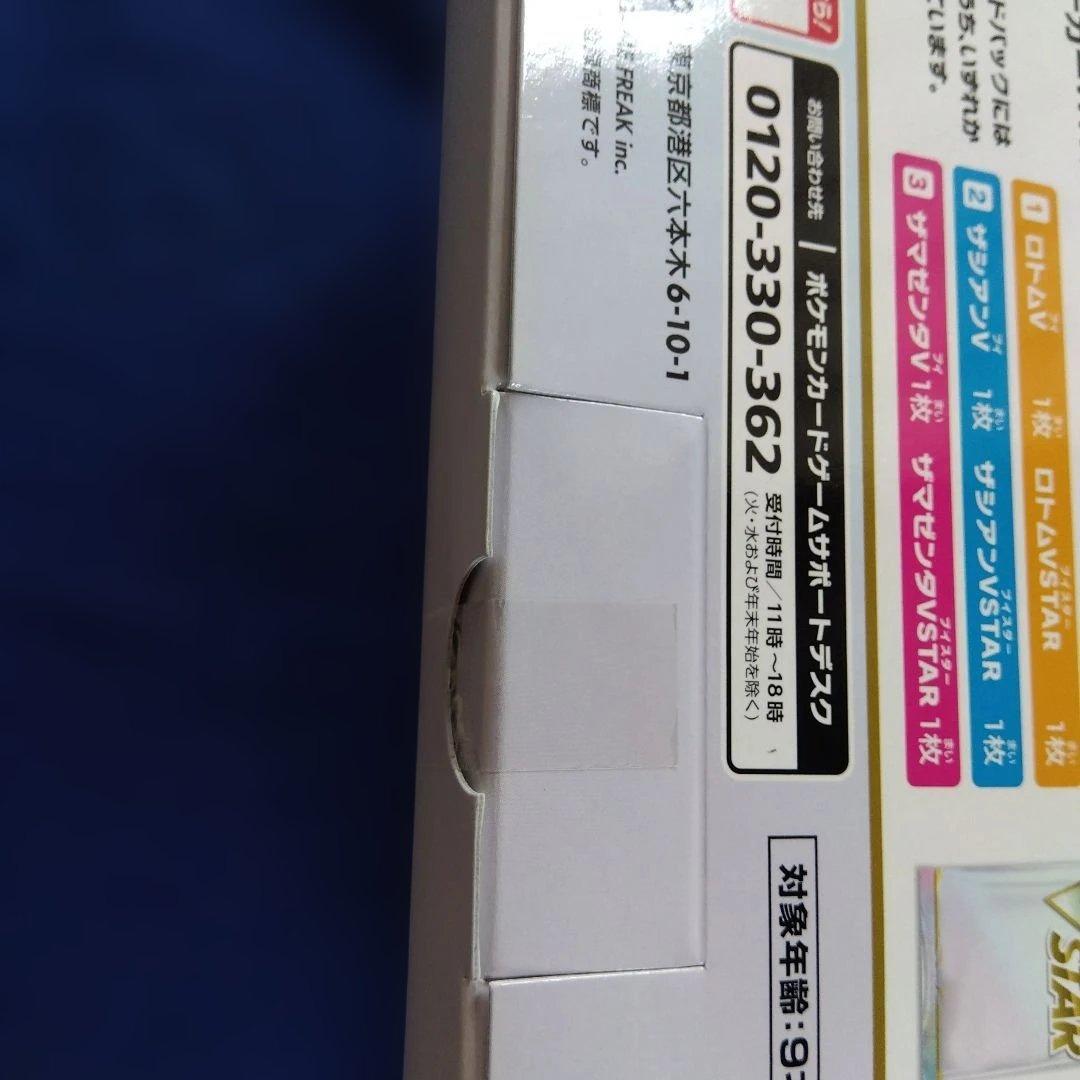 ドパックには
うち、いずれか
ています。
1 ロトムV 1枚 ロトムVSTAR 1枚
2 ザシアンV 1枚 ザシアンVSTAR 1枚
3 ザマゼンタV 1枚 ザマゼンタVSTAR 1枚
お問い合わせ先 ポケモンカードゲームサポートデスク
0120-330-362 受付時間/11時～18時
(火・水および年末年始を除く)
東京都港区六本木6-10-1
FREAK inc.
商標です。
対象年齢:9
STAR